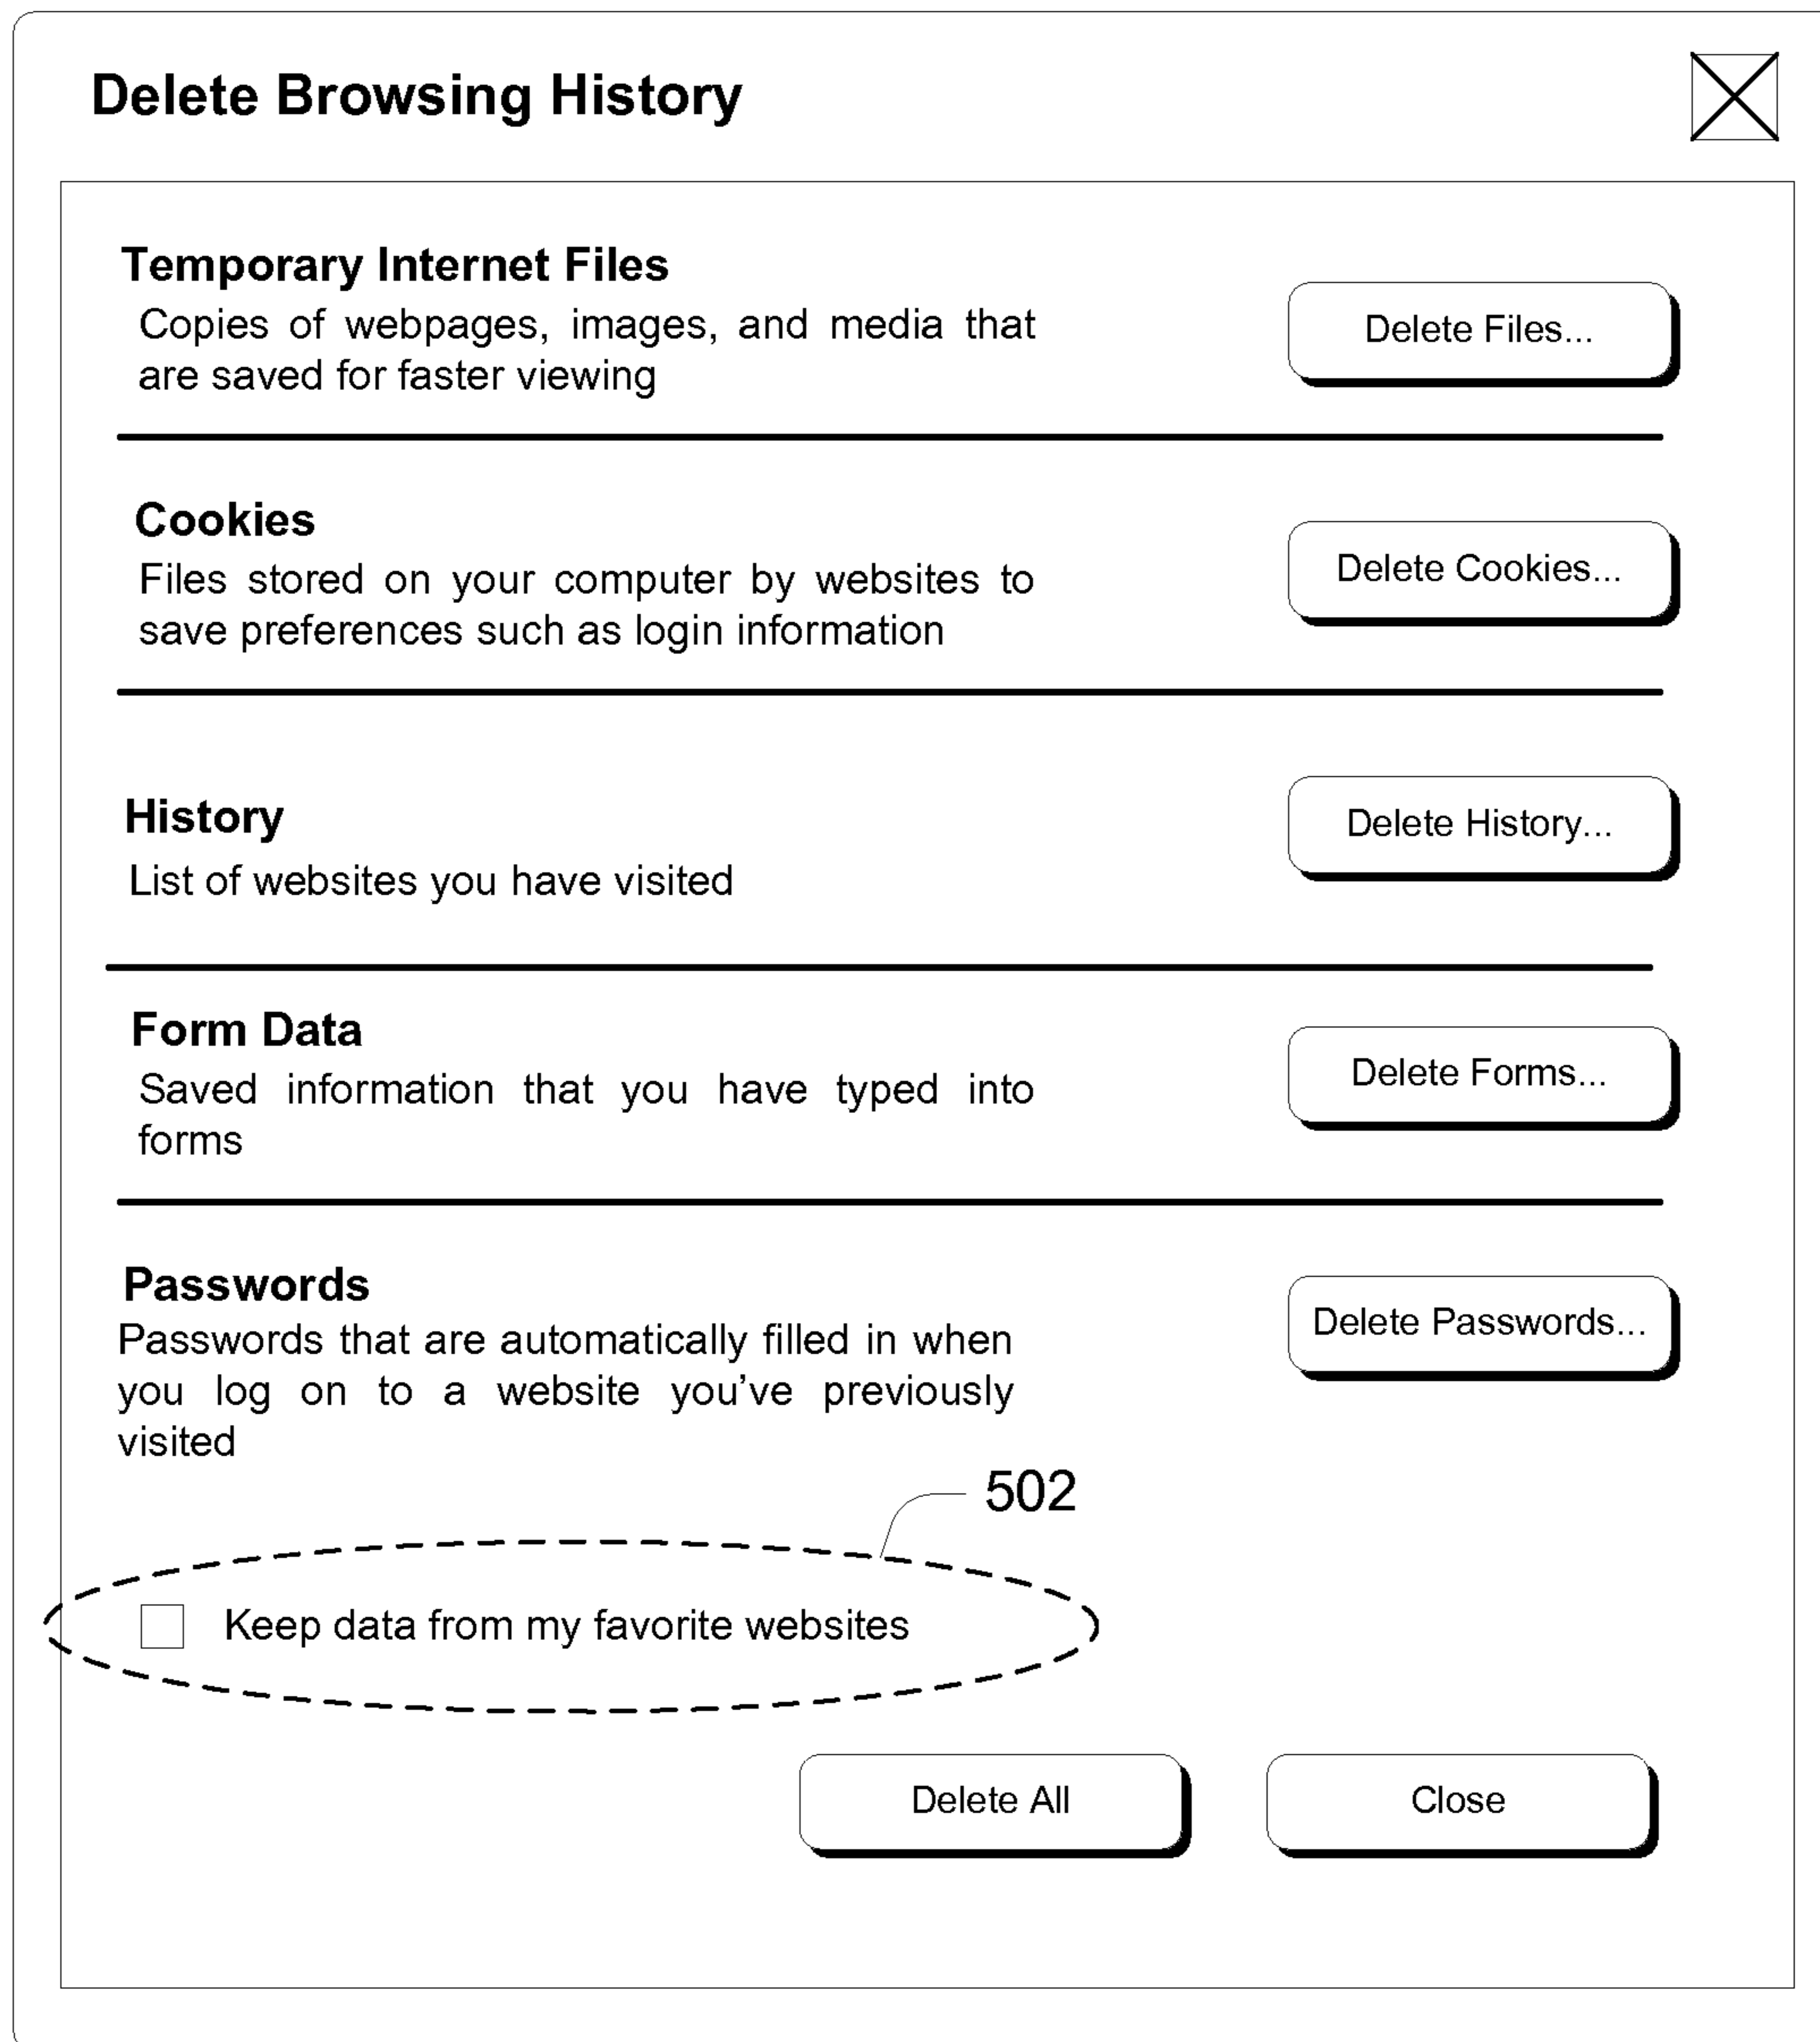 Delete Browsing History
Temporary Internet Files
Copies of webpages, images, and media that
are saved for faster viewing
Delete Files...
Cookies
Files stored on your computer by websites to
save preferences such as login information
Delete Cookies...
History
List of websites you have visited
Delete History...
Form Data
Saved information that you have typed into
forms
Delete Forms...
Passwords
Passwords that are automatically filled in when
you log on to a website you’ve previously
visited
Delete Passwords...
502
Keep data from my favorite websites
Delete All
Close